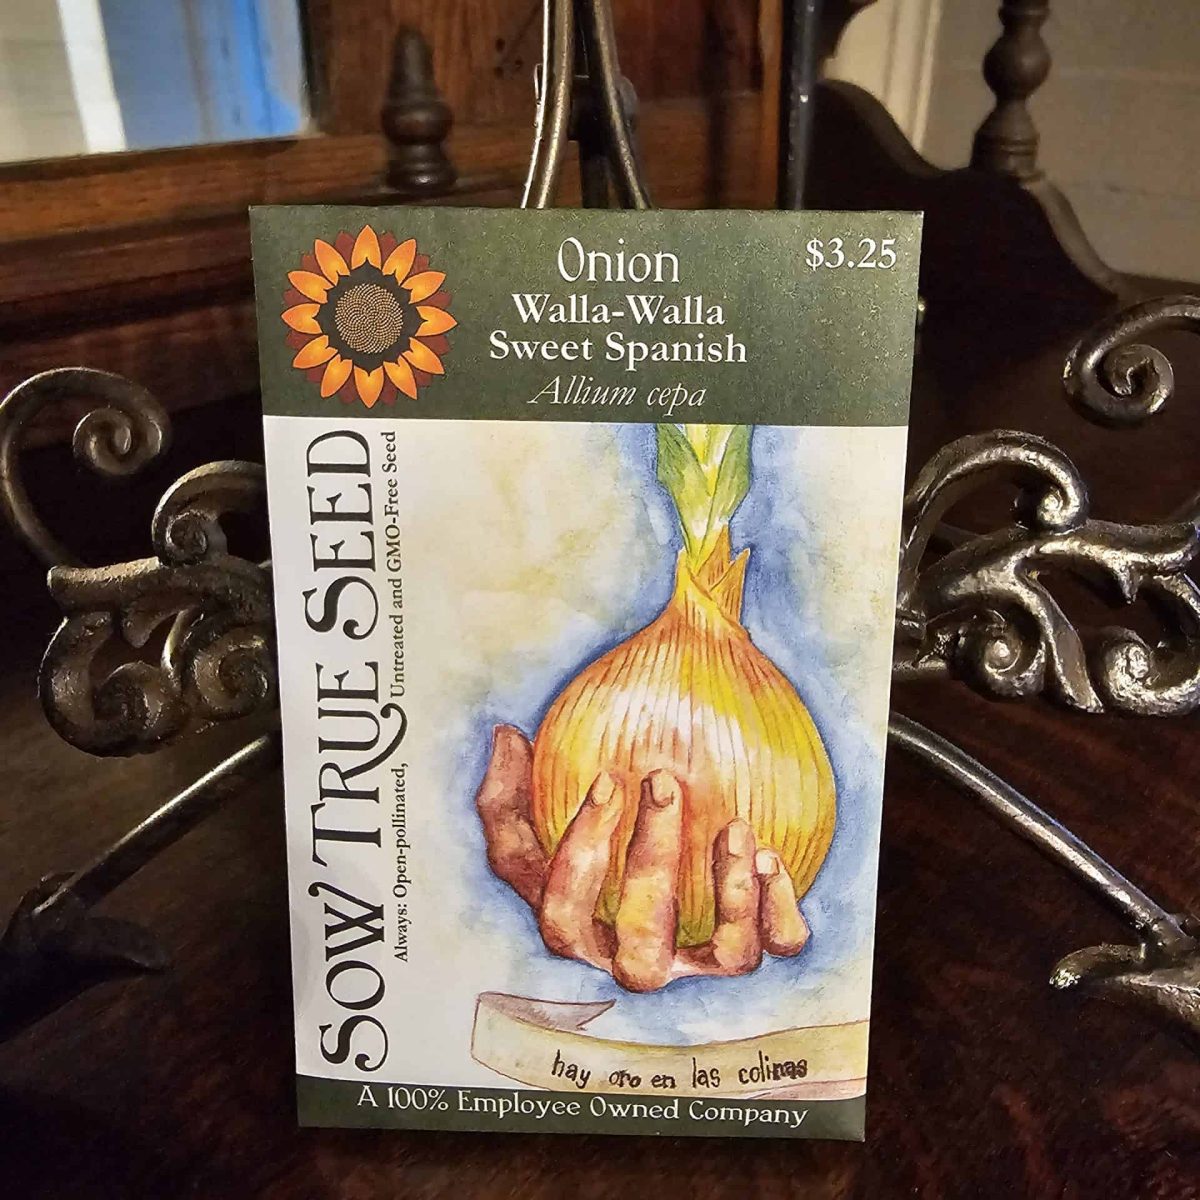 Onion
$3.25
Walla-Walla
Sweet Spanish
Allium cepa
SOW TRUE SEED
Always: Open-pollinated, Untreated and GMO-Free Seed
hay oro en las colinas
A 100% Employee Owned Company